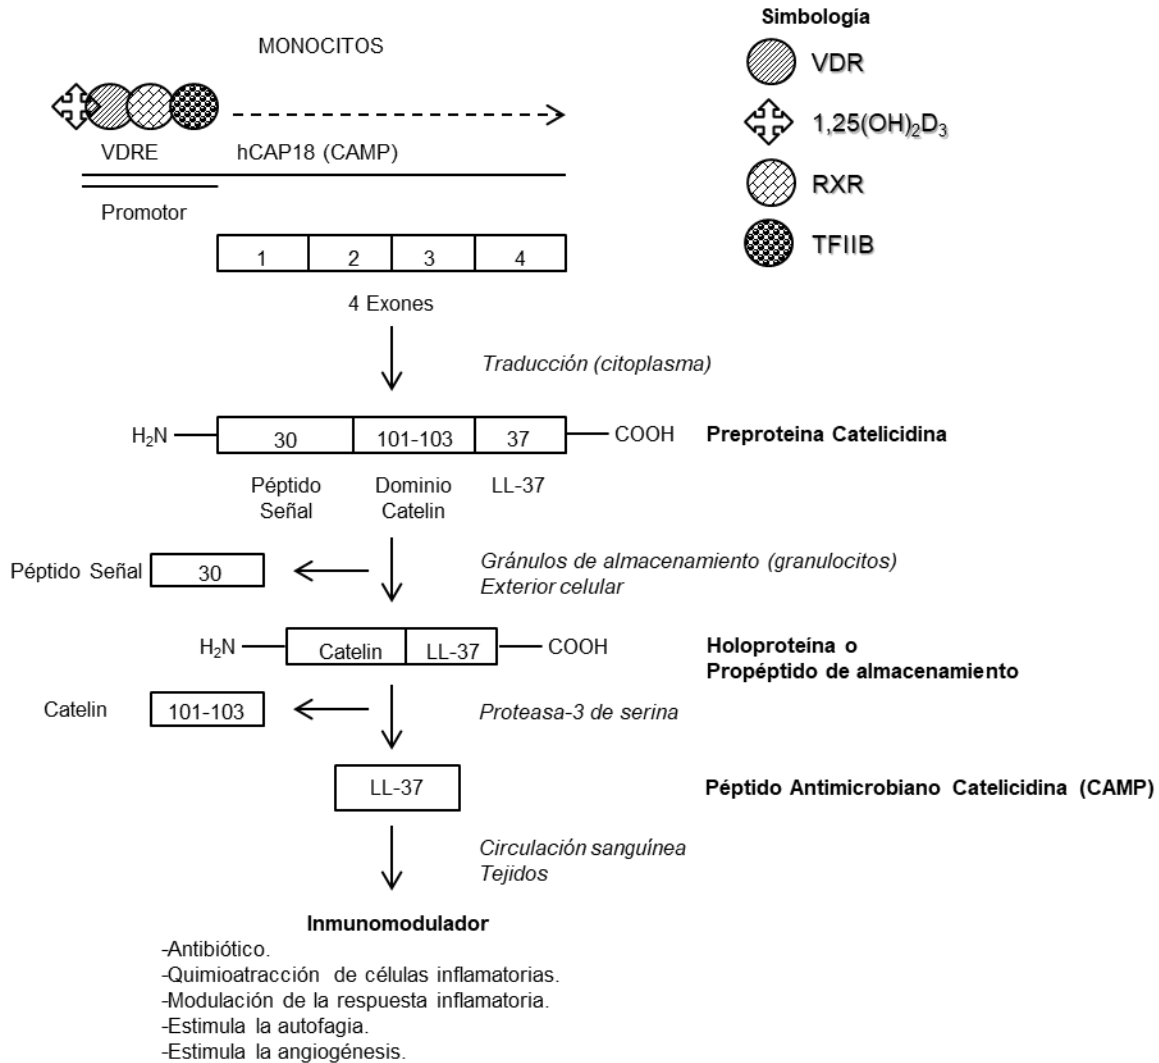 Simbología
VDR
1,25(OH)₂D₃
RXR
TFIIB
MONOCITOS
VDRE
hCAP18 (CAMP)
Promotor
1 2 3 4
4 Exones
Traducción (citoplasma)
H₂N 30 101-103 37 COOH Preproteina Catelicidina
Péptido Señal
Dominio Catelin
LL-37
Péptido Señal 30
Gránulos de almacenamiento (granulocitos)
Exterior celular
H₂N Catelin LL-37 COOH
Holoproteína o
Propéptido de almacenamiento
Catelin 101-103
Proteasa-3 de serina
LL-37 Péptido Antimicrobiano Catelicidina (CAMP)
Circulación sanguínea
Tejidos
Inmunomodulador
-Antibiótico.
-Quimioatracción de células inflamatorias.
-Modulación de la respuesta inflamatoria.
-Estimula la autofagia.
-Estimula la angiogénesis.